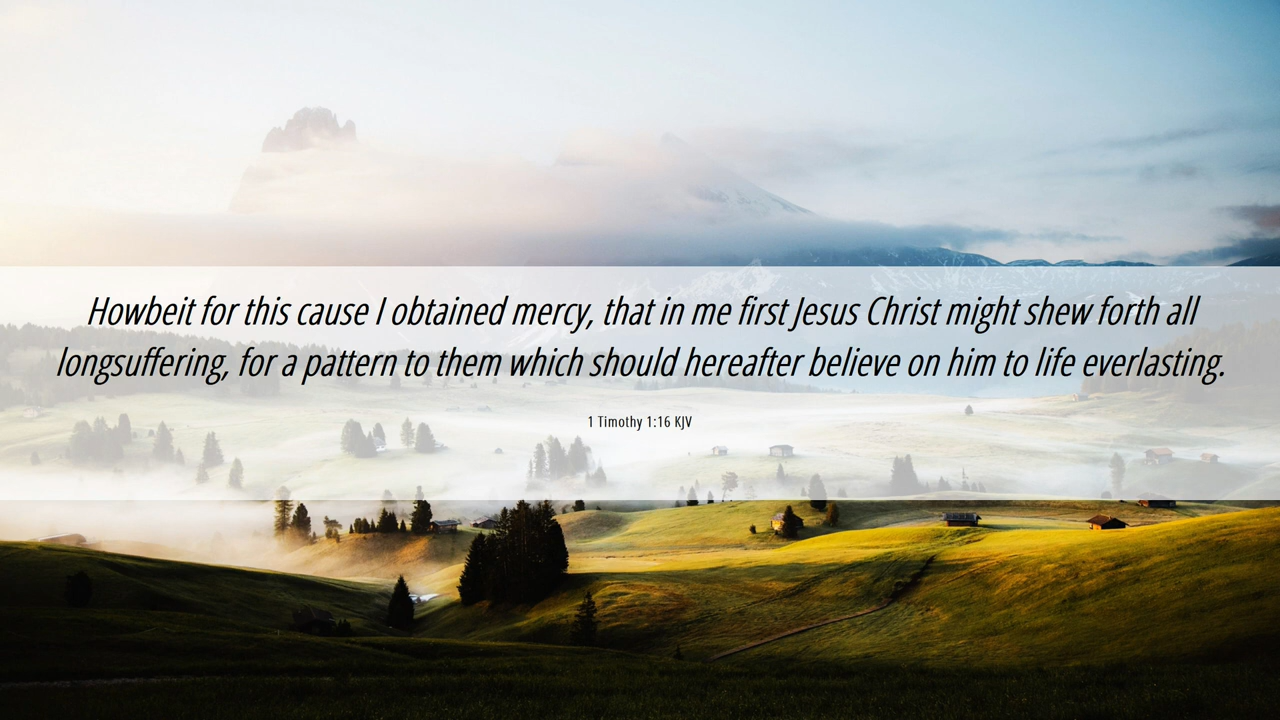 Howbeit for this cause I obtained mercy, that in me first Jesus Christ might shew forth all
longsuffering, for a pattern to them which should hereafter believe on him to life everlasting.
1 Timothy 1:16 KJV